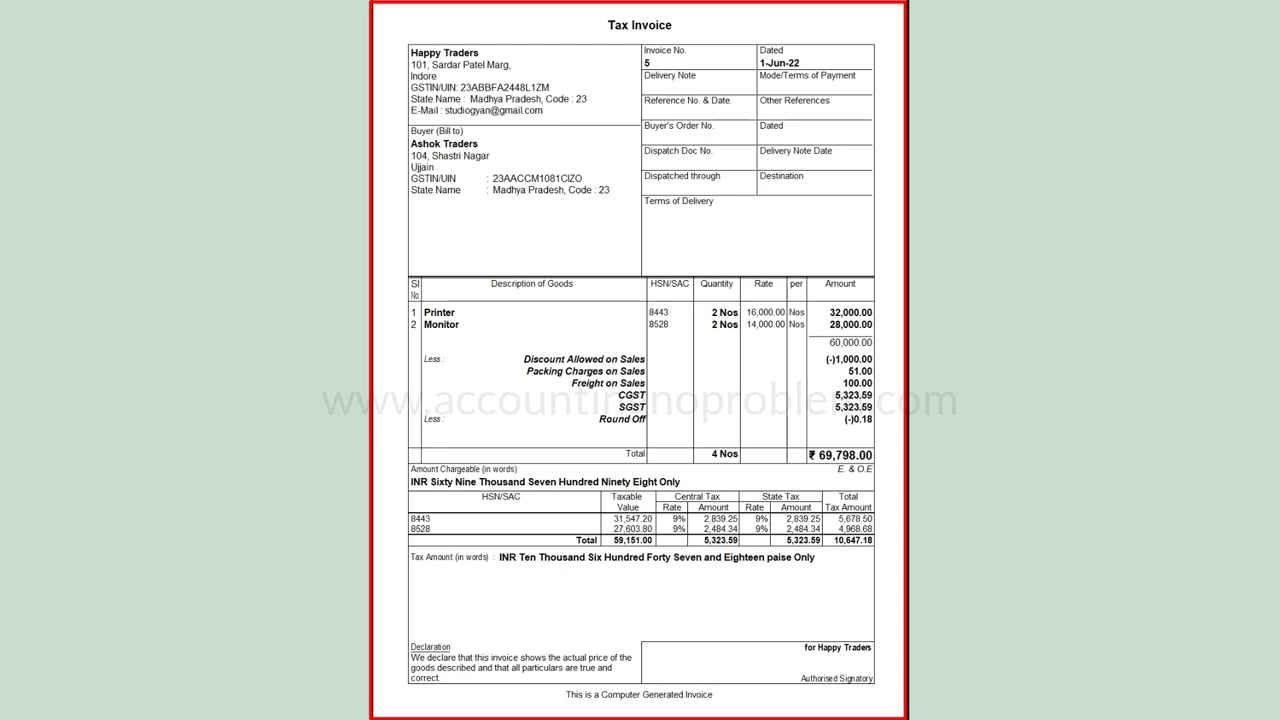 Tax Invoice
Happy Traders
101, Sardar Patel Marg,
Indore
GSTIN/UIN: 23ABBFA2448L1ZM
State Name : Madhya Pradesh, Code : 23
E-Mail : studiogyan@gmail.com
Invoice No. Dated
5 1-Jun-22
Delivery Note Mode/Terms of Payment
Reference No. & Date. Other References
Buyer's Order No. Dated
Dispatch Doc No. Delivery Note Date
Dispatched through Destination
Terms of Delivery
Buyer (Bill to)
Ashok Traders
104, Shastri Nagar
Ujjain
GSTIN/UIN : 23AACCM1081CIZO
State Name : Madhya Pradesh, Code : 23
Sl Description of Goods HSN/SAC Quantity Rate per Amount
No.
1 Printer 8443 2 Nos 16,000.00 Nos 32,000.00
2 Monitor 8528 2 Nos 14,000.00 Nos 28,000.00
60,000.00
Less : Discount Allowed on Sales (-)1,000.00
Packing Charges on Sales 51.00
Freight on Sales 100.00
CGST 5,323.59
SGST 5,323.59
Less : Round Off (-)0.18
Total 4 Nos ₹ 69,798.00
Amount Chargeable (in words) E. & O.E
INR Sixty Nine Thousand Seven Hundred Ninety Eight Only
HSN/SAC Taxable Central Tax State Tax Total
Value Rate Amount Rate Amount Tax Amount
8443 31,547.20 9% 2,839.25 9% 2,839.25 5,678.50
8528 27,603.80 9% 2,484.34 9% 2,484.34 4,968.68
Total 59,151.00 5,323.59 5,323.59 10,647.18
Tax Amount (in words) : INR Ten Thousand Six Hundred Forty Seven and Eighteen paise Only
Declaration
We declare that this invoice shows the actual price of the
goods described and that all particulars are true and
correct.
for Happy Traders
Authorised Signatory
This is a Computer Generated Invoice